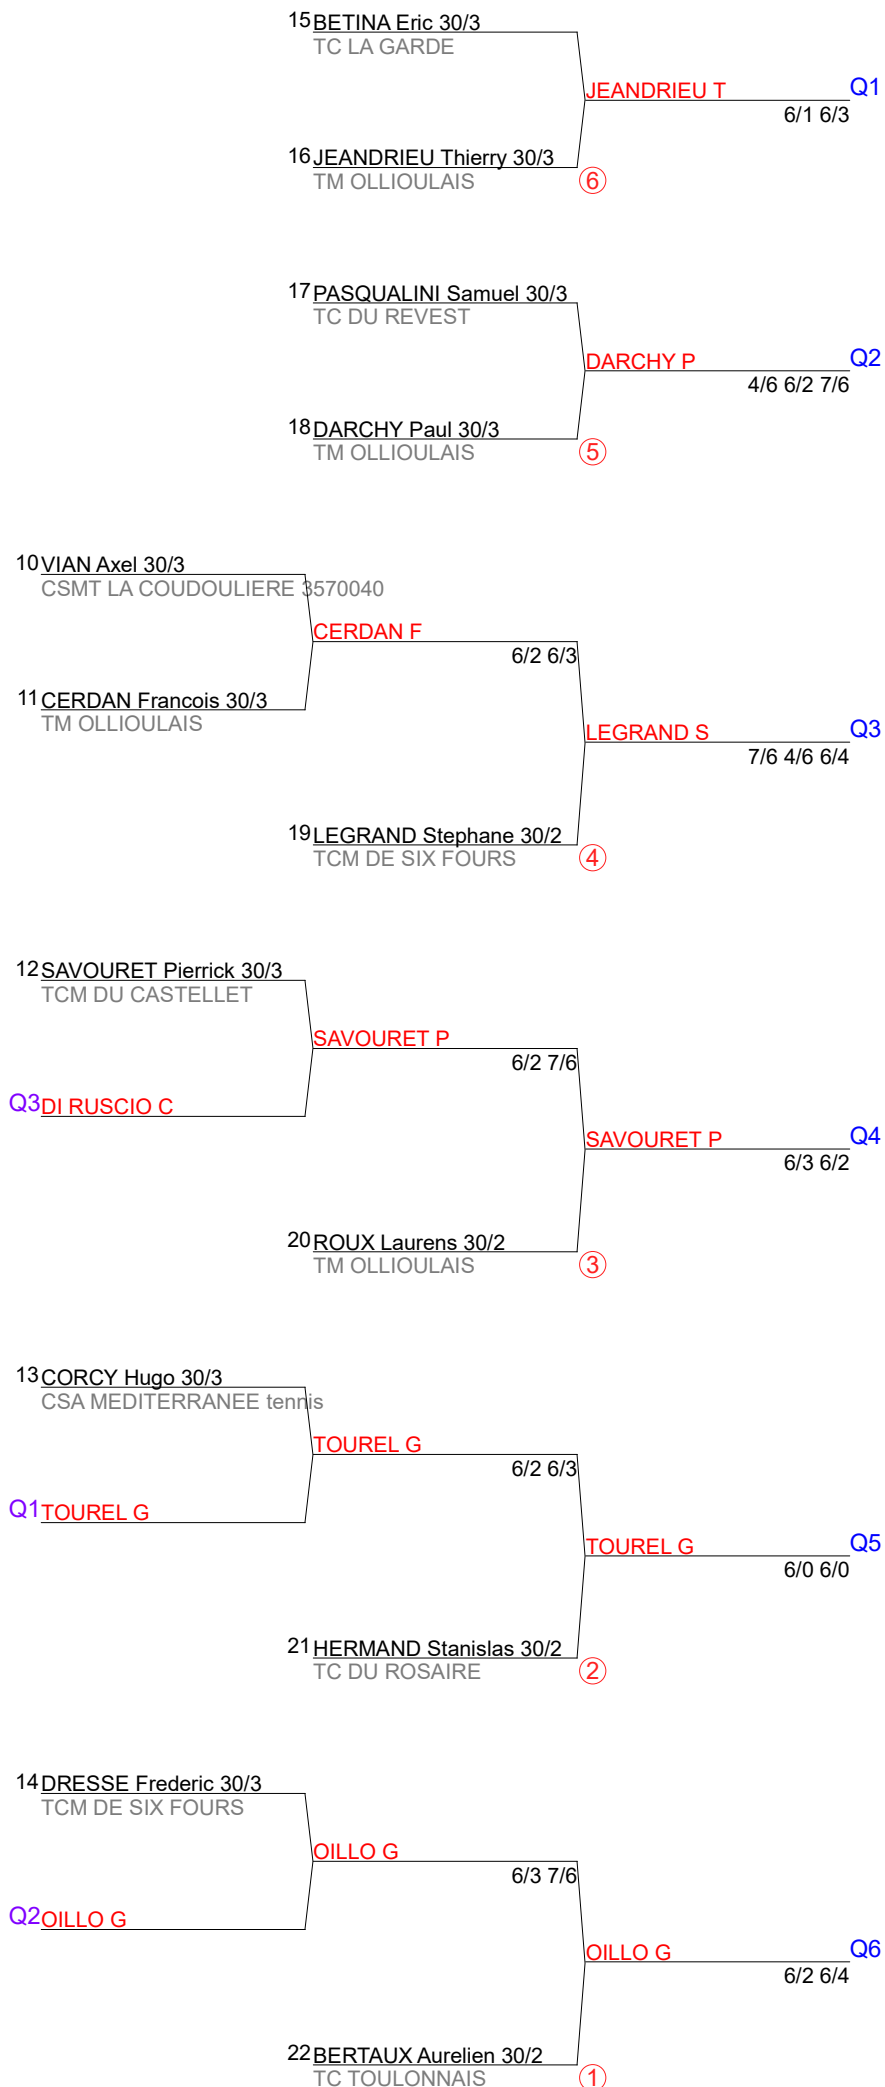 15 BETINA Eric 30/3
TC LA GARDE
JEANDRIEU T Q1
6/1 6/3
16 JEANDRIEU Thierry 30/3
TM OLLIOULAIS 6
17 PASQUALINI Samuel 30/3
TC DU REVEST
DARCHY P Q2
4/6 6/2 7/6
18 DARCHY Paul 30/3
TM OLLIOULAIS 5
10 VIAN Axel 30/3
CSMT LA COUDOULIERE 3570040
CERDAN F
6/2 6/3
11 CERDAN Francois 30/3
TM OLLIOULAIS
LEGRAND S Q3
7/6 4/6 6/4
19 LEGRAND Stephane 30/2
TCM DE SIX FOURS 4
12 SAVOURET Pierrick 30/3
TCM DU CASTELLET
SAVOURET P
6/2 7/6
Q3 DI RUSCIO C
SAVOURET P Q4
6/3 6/2
20 ROUX Laurens 30/2
TM OLLIOULAIS 3
13 CORCY Hugo 30/3
CSA MEDITERRANEE tennis
TOUREL G
6/2 6/3
Q1 TOUREL G
TOUREL G Q5
6/0 6/0
21 HERMAND Stanislas 30/2
TC DU ROSAIRE 2
14 DRESSE Frederic 30/3
TCM DE SIX FOURS
OILLO G
6/3 7/6
Q2 OILLO G
OILLO G Q6
6/2 6/4
22 BERTAUX Aurelien 30/2
TC TOULONNAIS 1